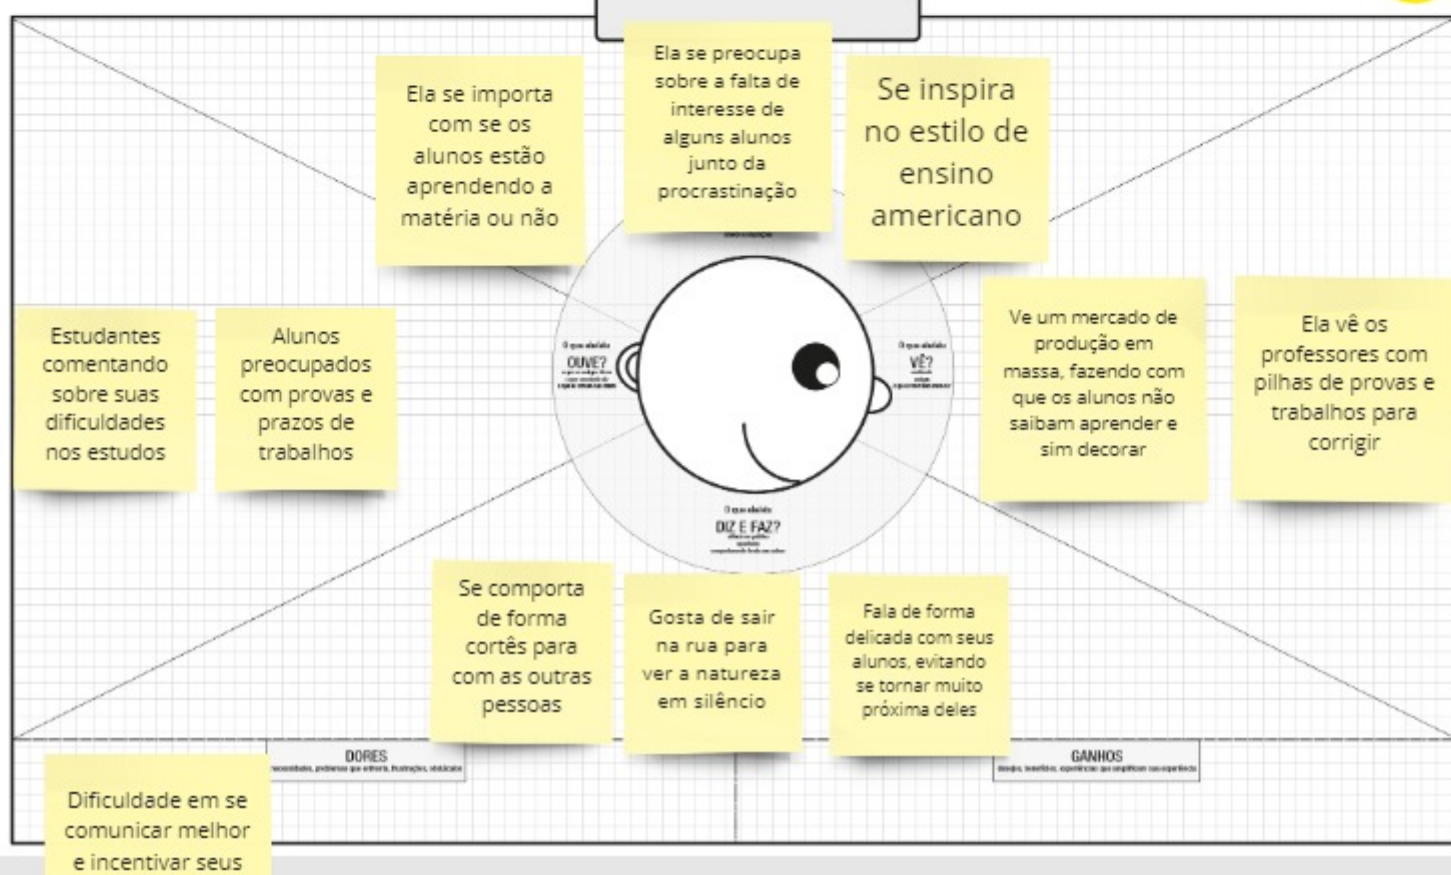 Ela se importa
com se os
alunos estão
aprendendo a
matéria ou não
Ela se preocupa
sobre a falta de
interesse de
alguns alunos
junto da
procrastinação
Se inspira
no estilo de
ensino
americano
Estudantes
comentando
sobre suas
dificuldades
nos estudos
Alunos
preocupados
com provas e
prazos de
trabalhos
OUVE?
VÊ?
Ve um mercado de
produção em
massa, fazendo com
que os alunos não
saibam aprender e
sim decorar
Ela vê os
professores com
pilhas de provas e
trabalhos para
corrigir
DIZ E FAZ?
Se comporta
de forma
cortês para
com as outras
pessoas
Gosta de sair
na rua para
ver a natureza
em silêncio
Fala de forma
delicada com seus
alunos, evitando
se tornar muito
próxima deles
DORES
GANHOS
Dificuldade em se
comunicar melhor
e incentivar seus